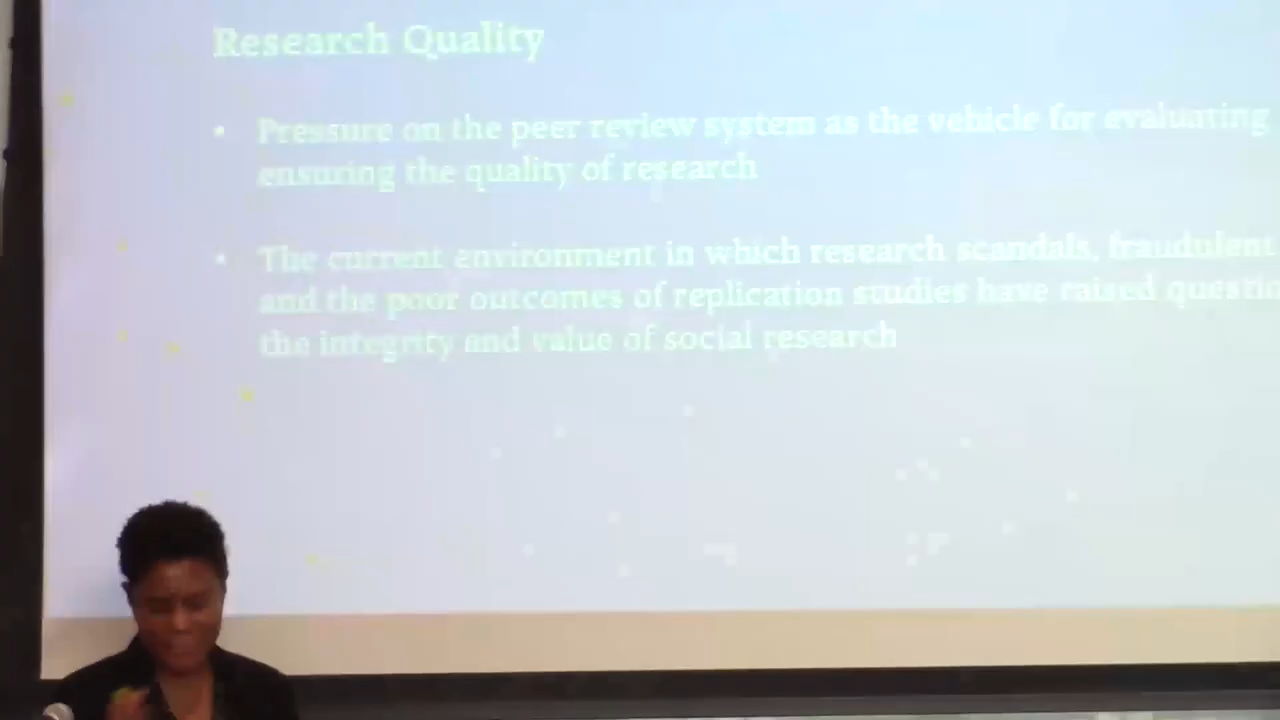 Research Quality
• Pressure on the peer review system as the vehicle for evaluating
ensuring the quality of research
• The current environment in which research scandals, fraudulent
and the poor outcomes of replication studies have raised questio
the integrity and value of social research